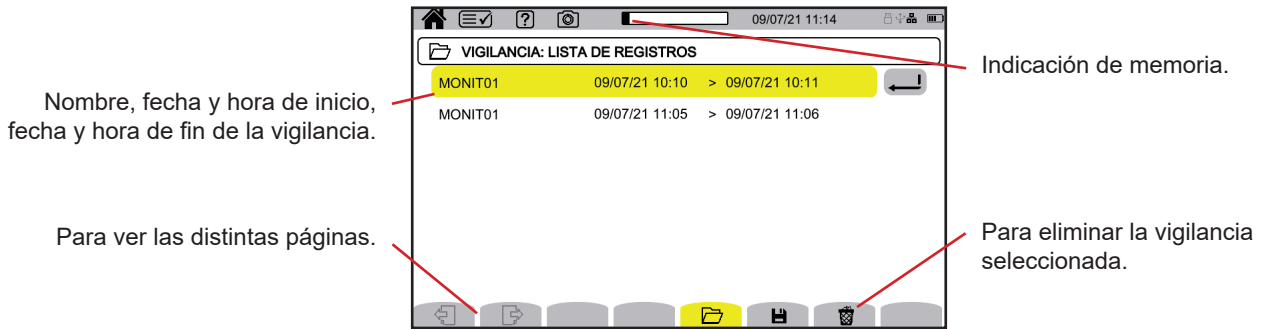 ?
09/07/21 11:14
VIGILANCIA: LISTA DE REGISTROS
MONIT01 09/07/21 10:10 > 09/07/21 10:11
MONIT01 09/07/21 11:05 > 09/07/21 11:06
Nombre, fecha y hora de inicio,
fecha y hora de fin de la vigilancia.
Para ver las distintas páginas.
Indicación de memoria.
Para eliminar la vigilancia
seleccionada.